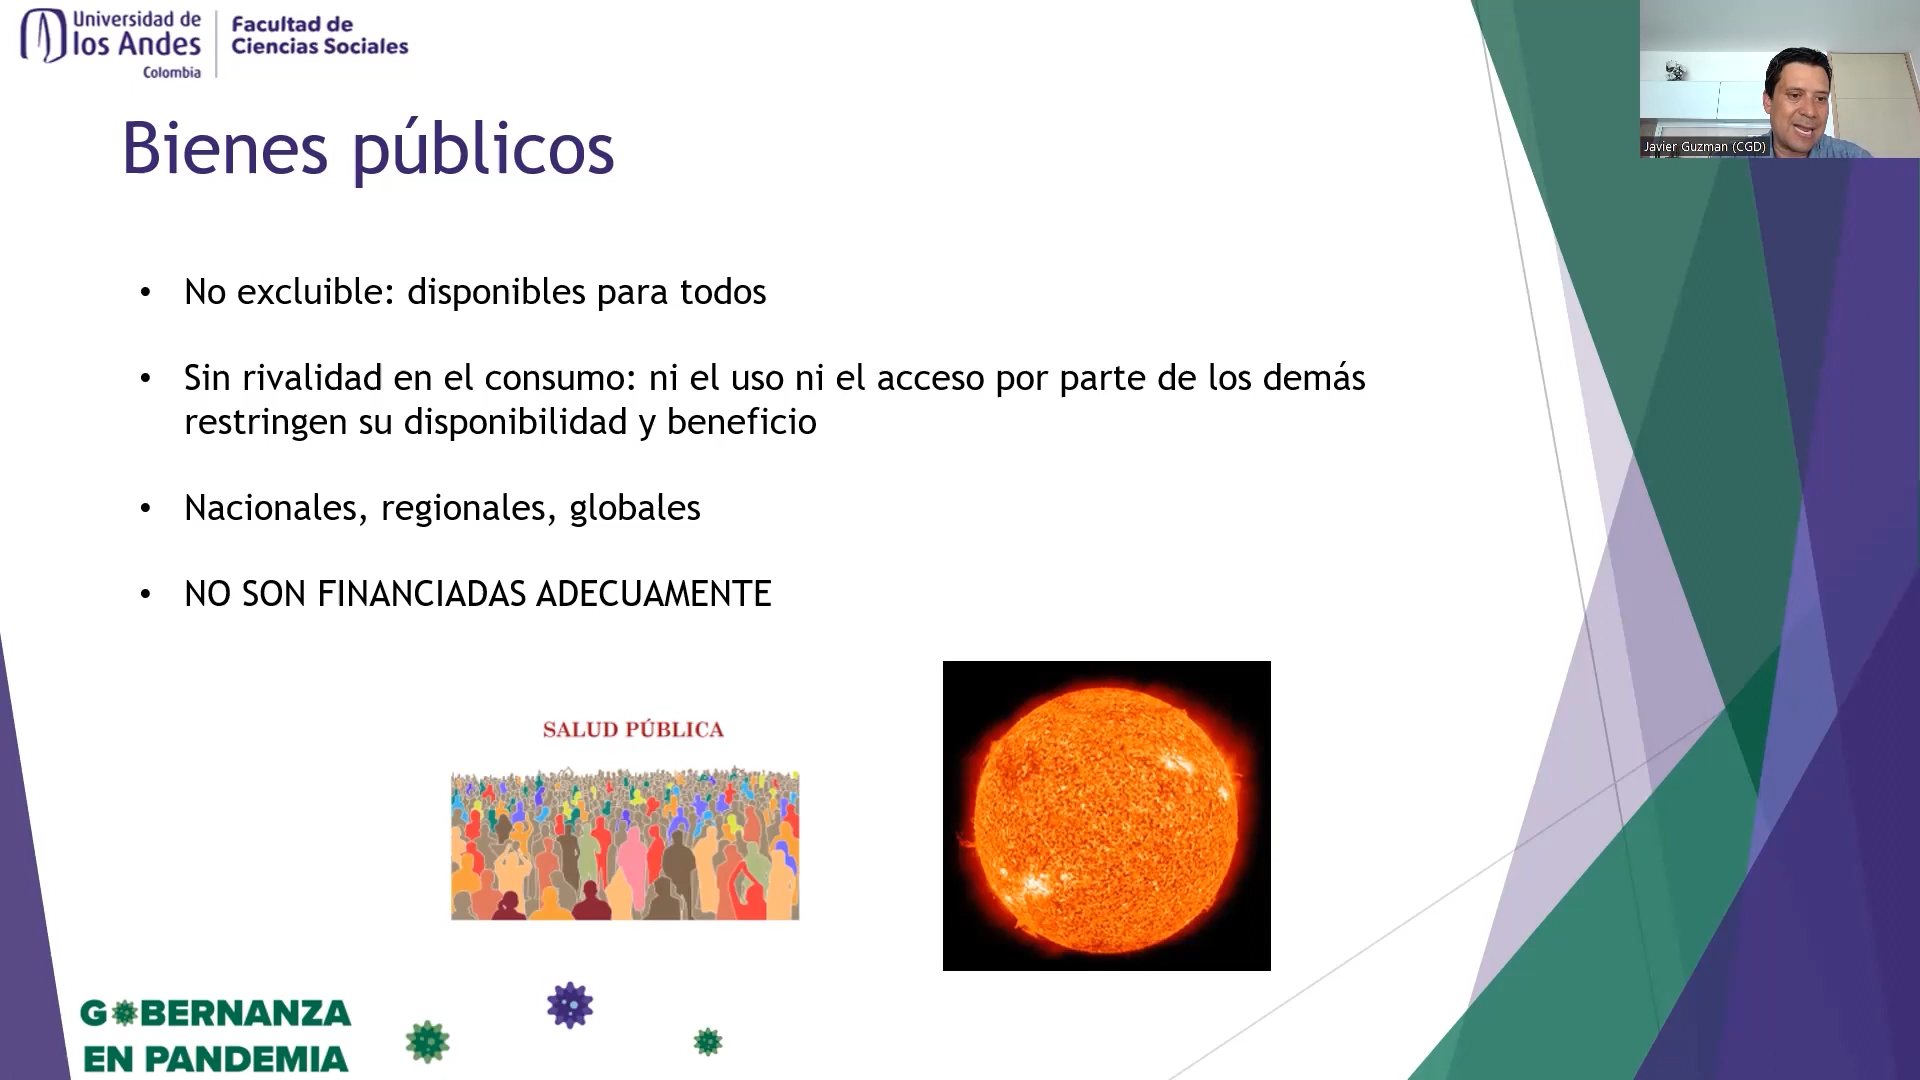 Universidad de
los Andes
Colombia
Facultad de
Ciencias Sociales
Javier Guzman (CGD)
Bienes públicos
• No excluible: disponibles para todos
• Sin rivalidad en el consumo: ni el uso ni el acceso por parte de los demás
restringen su disponibilidad y beneficio
• Nacionales, regionales, globales
• NO SON FINANCIADAS ADECUAMENTE
SALUD PÚBLICA
GOBERNANZA
EN PANDEMIA